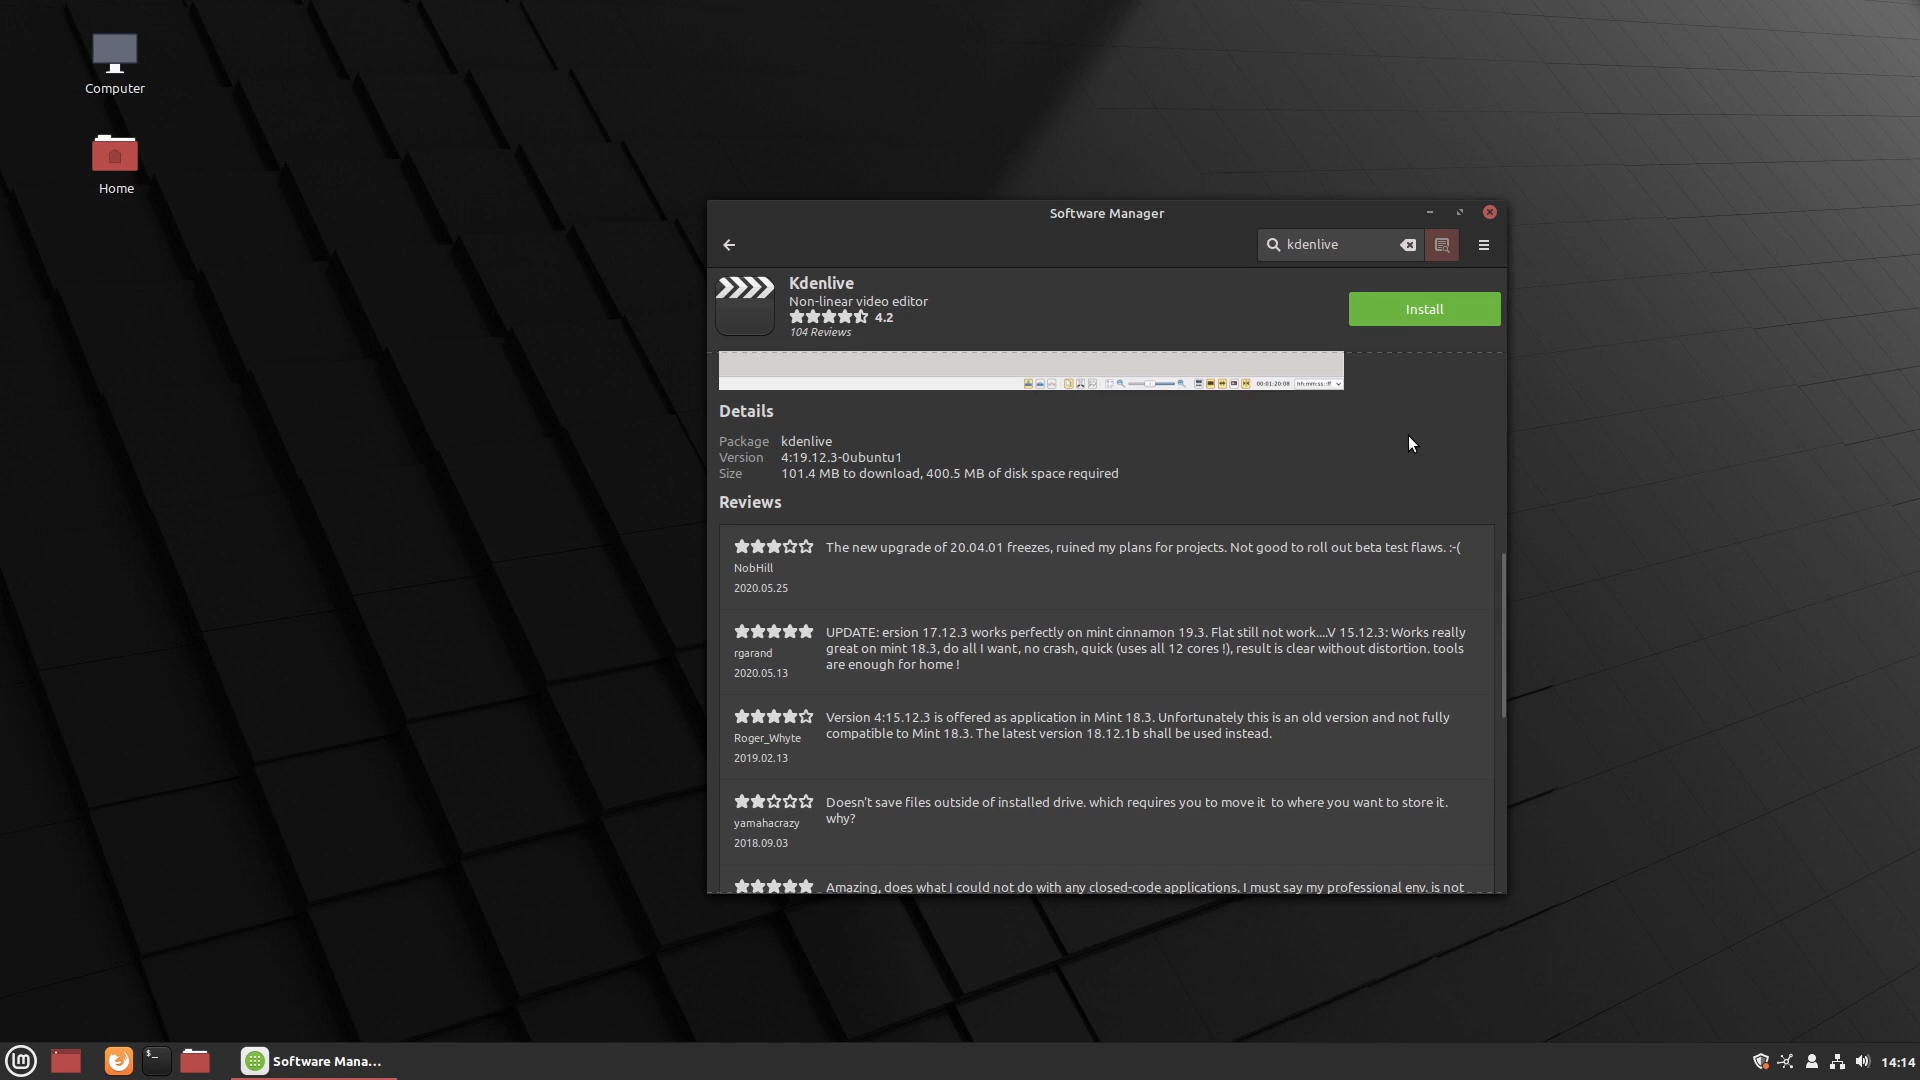 Computer
Home
Software Manager
kdenlive
Kdenlive
Non-linear video editor
4.2
104 Reviews
Install
00:01:20:08 hh:mm:ss::ff
Details
Package kdenlive
Version 4:19.12.3-0ubuntu1
Size 101.4 MB to download, 400.5 MB of disk space required
Reviews
The new upgrade of 20.04.01 freezes, ruined my plans for projects. Not good to roll out beta test flaws. :-(
NobHill
2020.05.25
UPDATE: ersion 17.12.3 works perfectly on mint cinnamon 19.3. Flat still not work....V 15.12.3: Works really
great on mint 18.3, do all I want, no crash, quick (uses all 12 cores !), result is clear without distortion. tools
are enough for home !
rgarand
2020.05.13
Version 4:15.12.3 is offered as application in Mint 18.3. Unfortunately this is an old version and not fully
compatible to Mint 18.3. The latest version 18.12.1b shall be used instead.
Roger_Whyte
2019.02.13
Doesn't save files outside of installed drive. which requires you to move it  to where you want to store it.
why?
yamahacrazy
2018.09.03
Amazing, does what I could not do with any closed-code applications. I must say my professional env. is not
Software Mana...
14:14